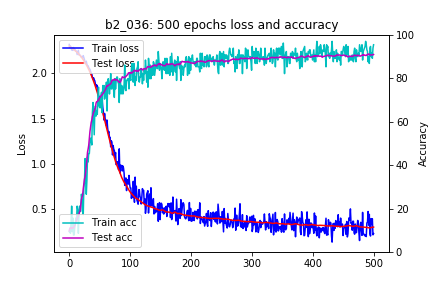 b2_036: 500 epochs loss and accuracy
Train loss
Test loss
Train acc
Test acc
Loss
2.0
1.5
1.0
0.5
Accuracy
100
80
60
40
20
0
0
100
200
300
400
500